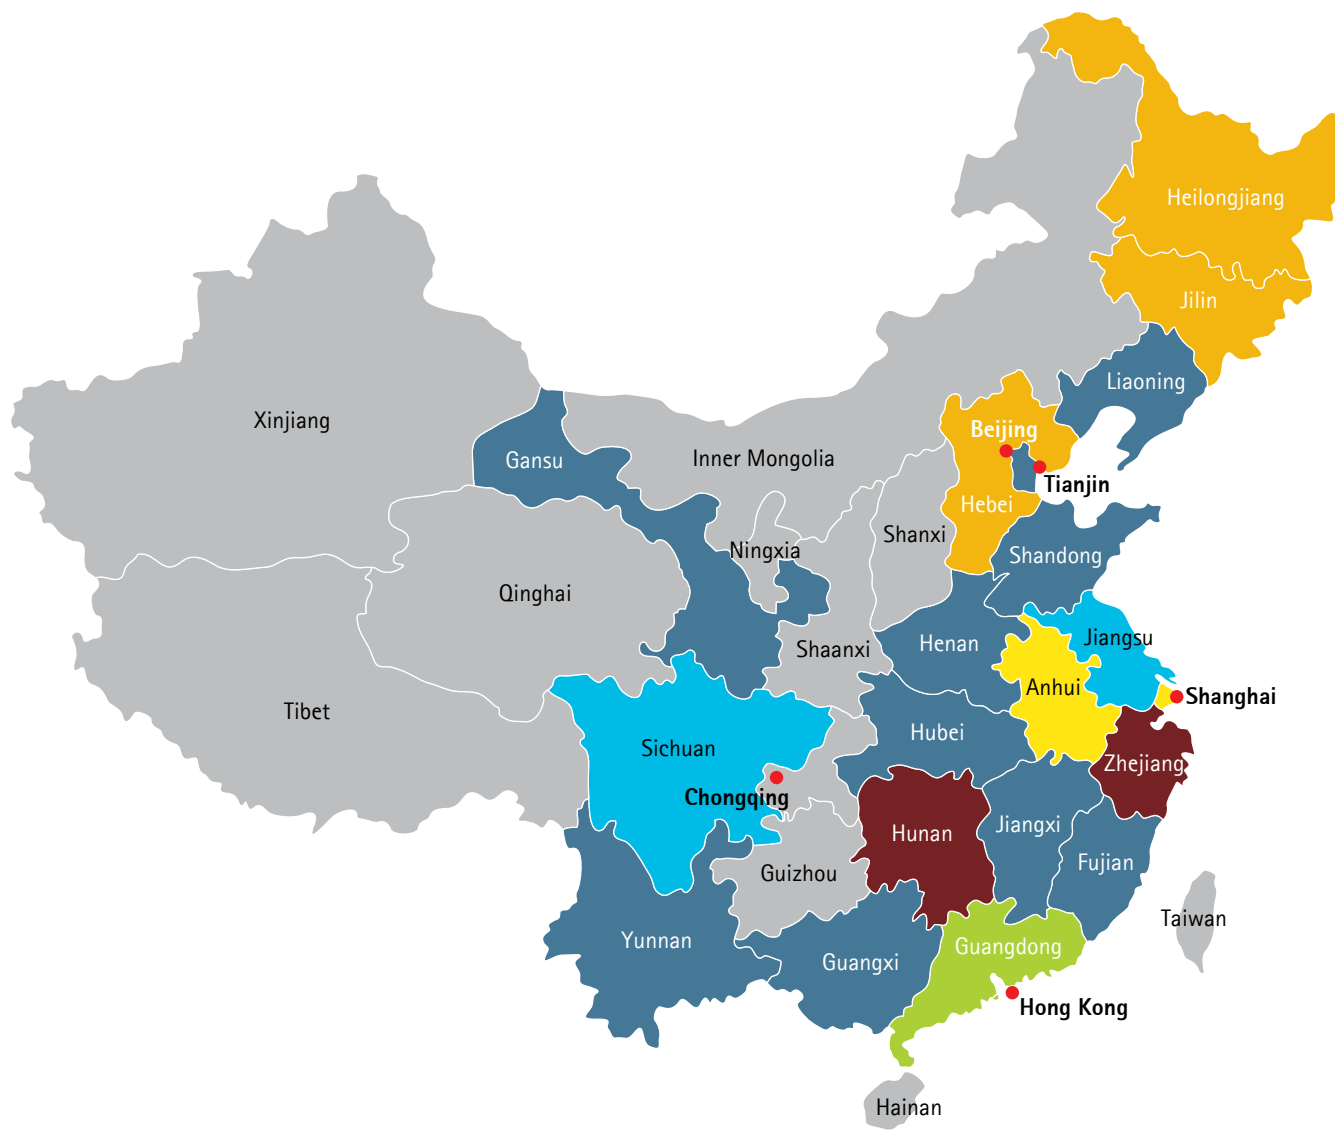 Heilongjiang
Jilin
Liaoning
Xinjiang
Beijing
Gansu
Inner Mongolia
Tianjin
Hebei
Shanxi
Ningxia
Shandong
Qinghai
Jiangsu
Henan
Shaanxi
Anhui
Shanghai
Tibet
Hubei
Sichuan
Zhejiang
Chongqing
Jiangxi
Hunan
Fujian
Guizhou
Taiwan
Yunnan
Guangdong
Guangxi
Hong Kong
Hainan